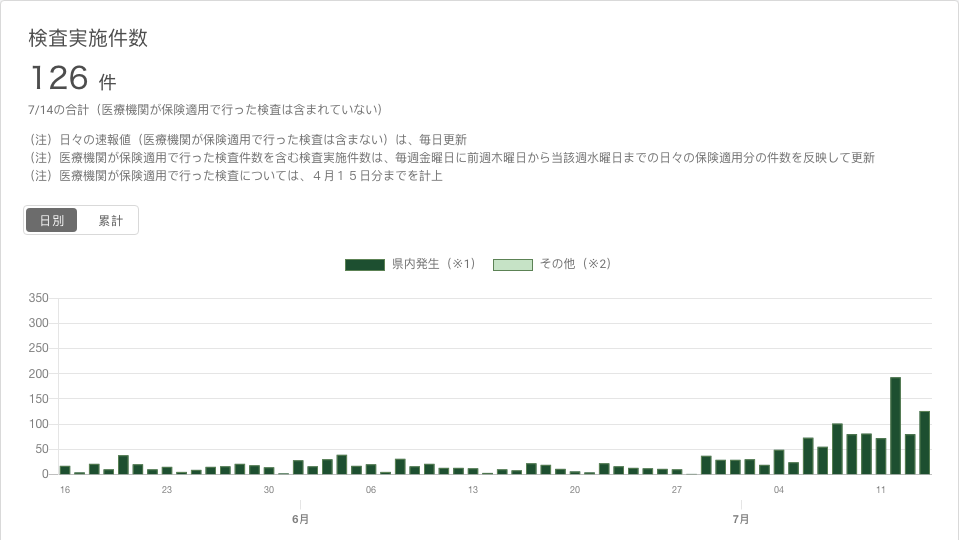 検査実施件数
126 件
7/14の合計（医療機関が保険適用で行った検査は含まれていない）
（注）日々の速報値（医療機関が保険適用で行った検査は含まない）は、毎日更新
（注）医療機関が保険適用で行った検査件数を含む検査実施件数は、毎週金曜日に前週木曜日から当該週水曜日までの日々の保険適用分の件数を反映して更新
（注）医療機関が保険適用で行った検査については、４月１５日分までを計上
日別 累計
県内発生（※1） その他（※2）
350
300
250
200
150
100
50
0
16 23 30 06 13 20 27 04 11
6月 7月